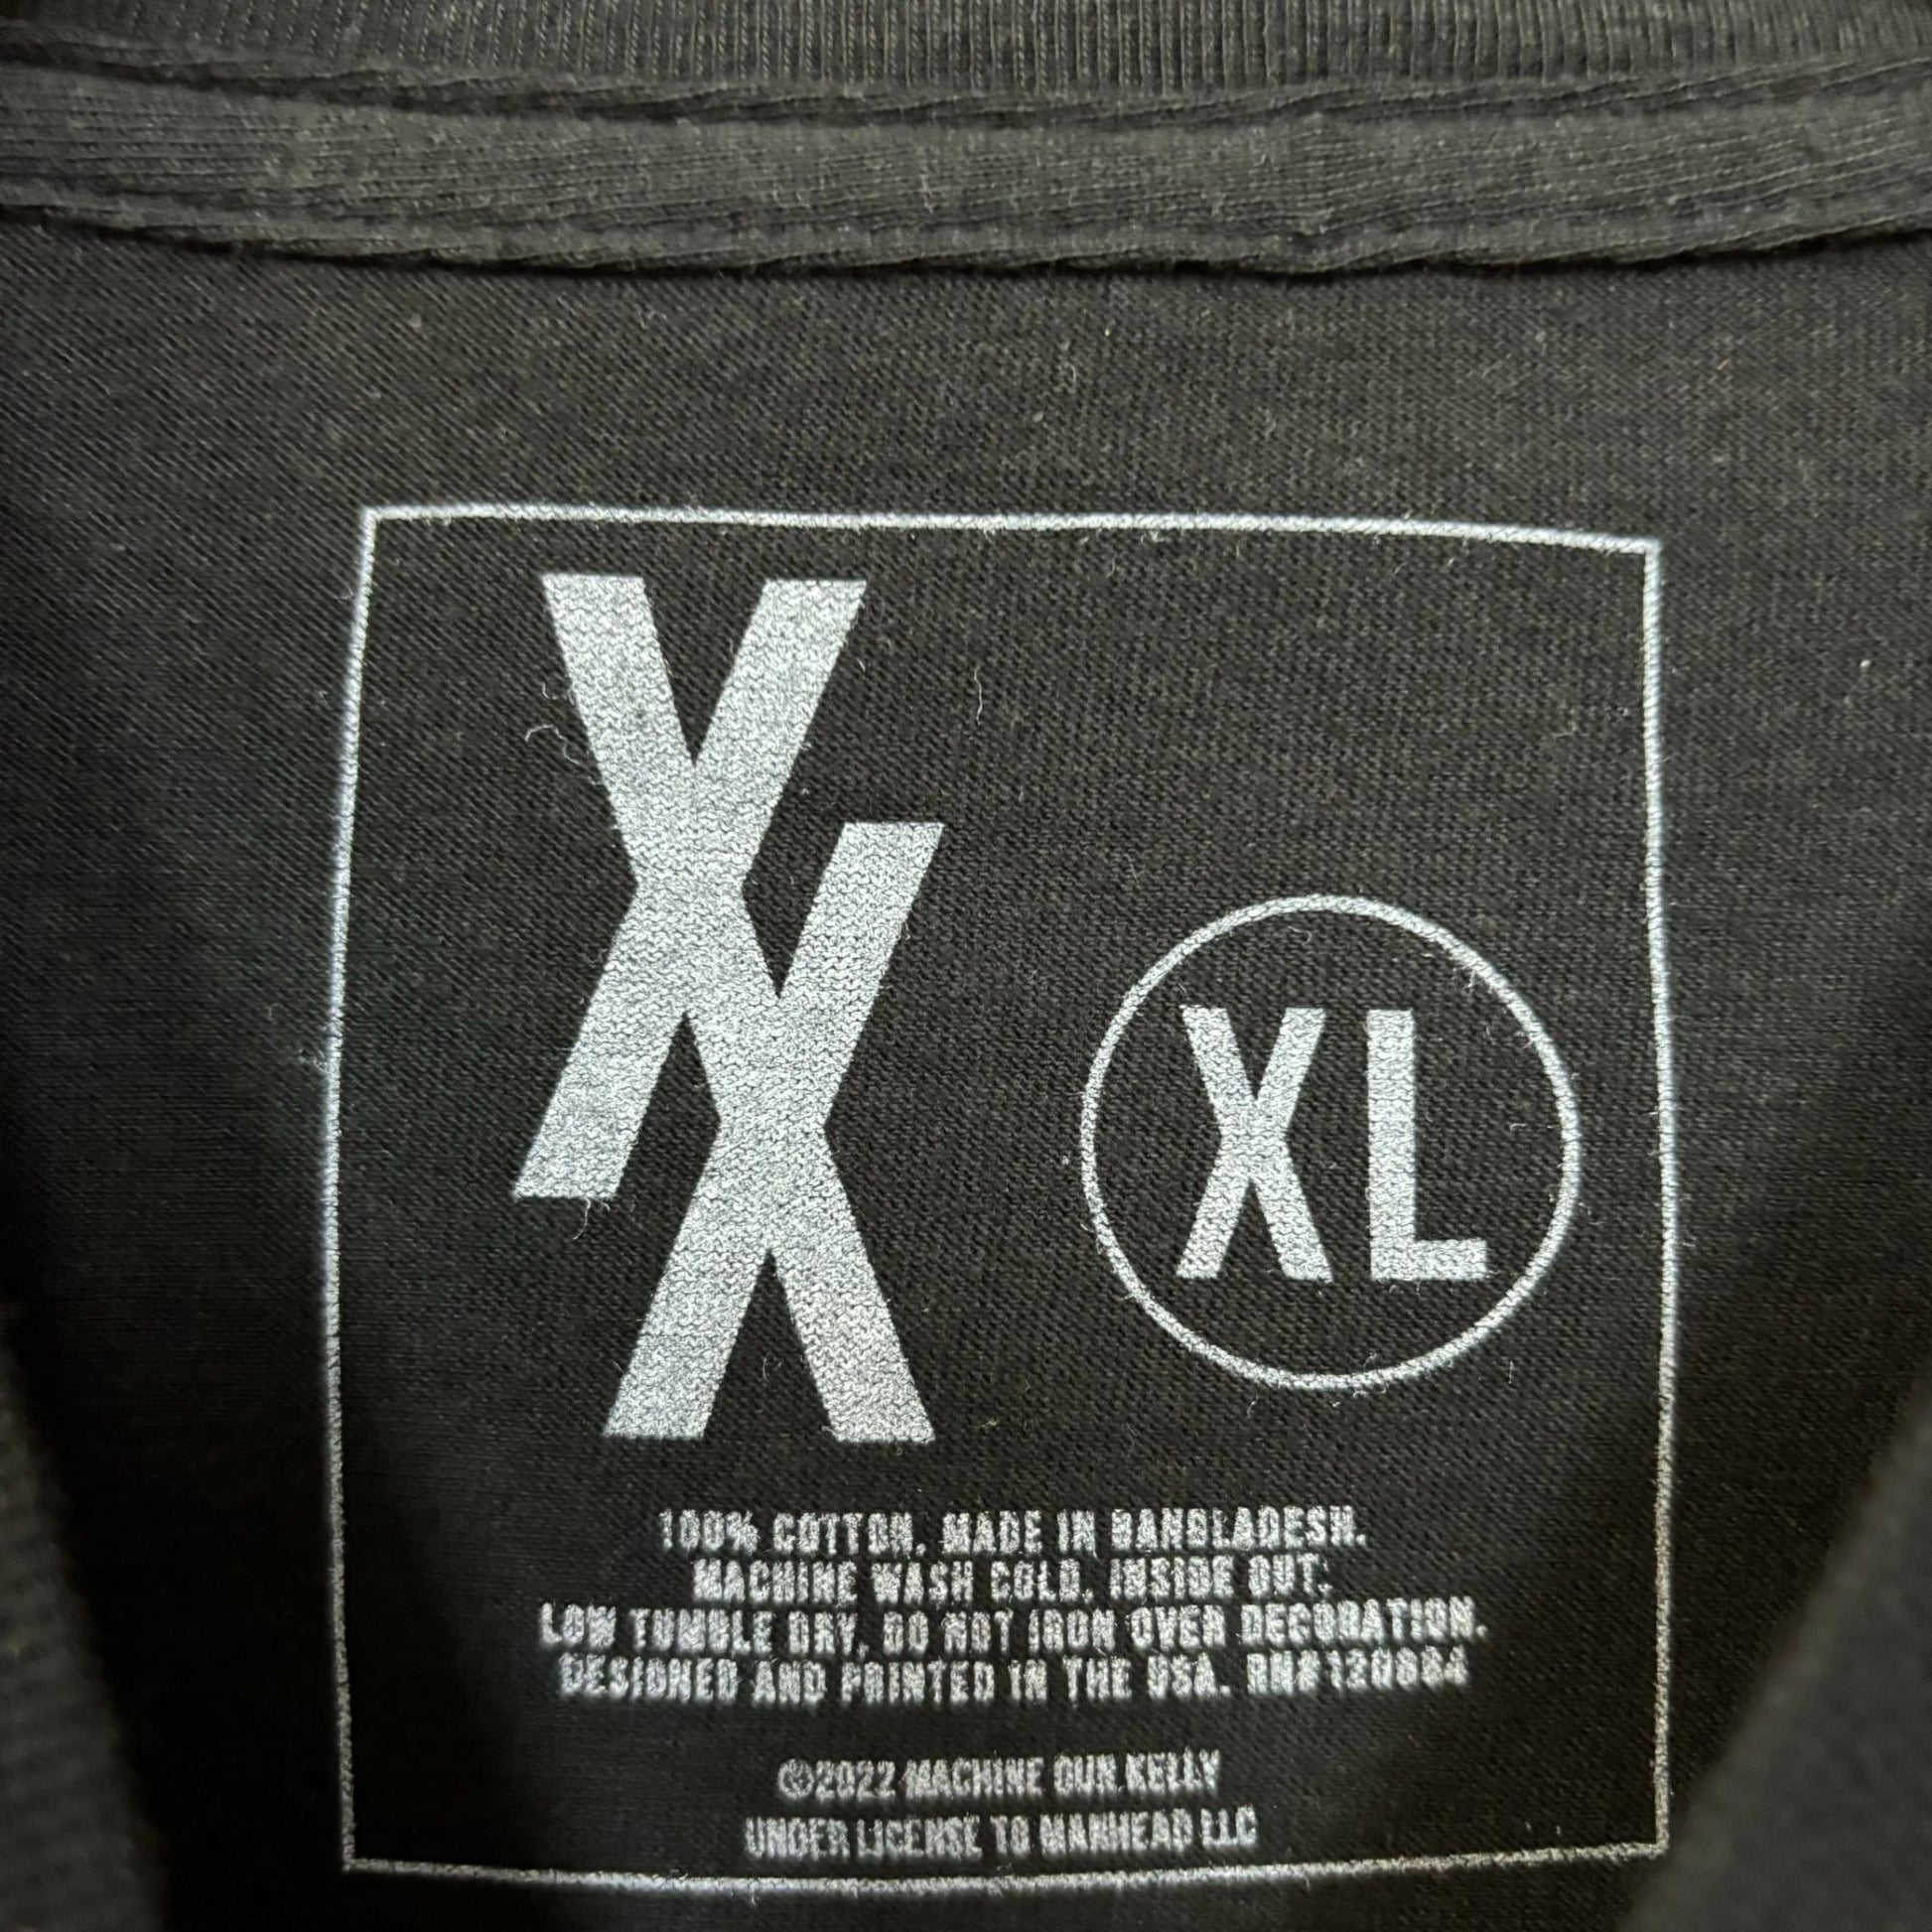 XX
XL
100% COTTON. MADE IN BANGLADESH.
MACHINE WASH COLD. INSIDE OUT.
LOW TUMBLE DRY. DO NOT IRON OVER DECORATION.
DESIGNED AND PRINTED IN THE USA. RN#
©2022 MACHINE GUN KELLY
UNDER LICENSE TO MANHEAD LLC